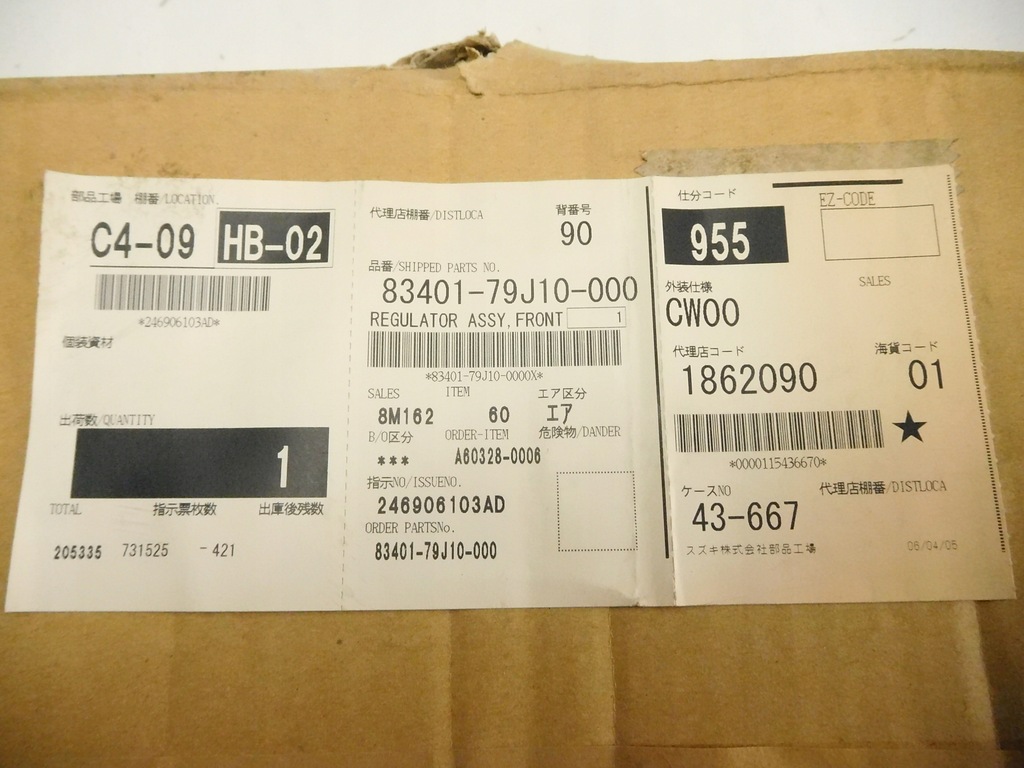 部品工場 棚番/LOCATION.
C4-09 HB-02
*246906103AD*
個装資材
出荷数/QUANTITY
1
TOTAL 指示票枚数 出庫後残数
205335 731525 -421
代理店棚番/DISTLOCA 背番号
90
品番/SHIPPED PARTS NO.
83401-79J10-000
REGULATOR ASSY,FRONT 1
*83401-79J10-0000X*
SALES ITEM エア区分
8M162 60 エア
B/O区分 ORDER-ITEM 危険物/DANDER
*** A60328-0006
指示NO/ISSUENO.
246906103AD
ORDER PARTSNo.
83401-79J10-000
仕分コード EZ-CODE
955
外装仕様 SALES
CW00
代理店コード 海貨コード
1862090 01
★
*0000115436670*
ケースNO 代理店棚番/DISTLOCA
43-667
スズキ株式会社部品工場 06/04/05